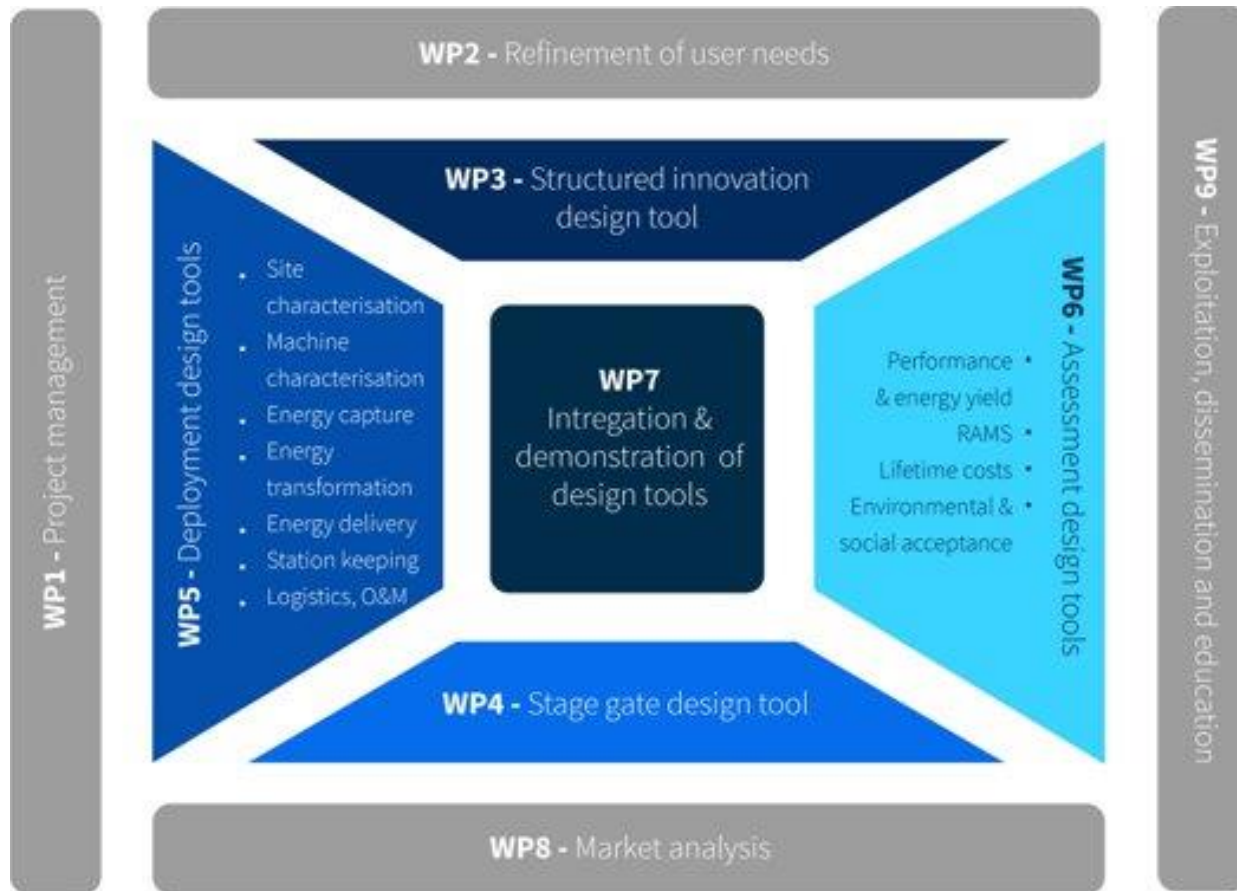 WP2 - Refinement of user needs
WP1 - Project management
WP3 - Structured innovation
design tool
WP5 - Deployment design tools
• Site
characterisation
• Machine
characterisation
• Energy capture
• Energy
transformation
• Energy delivery
• Station keeping
• Logistics, O&M
WP7
Intregation &
demonstration of
design tools
Performance •
& energy yield
RAMS •
Lifetime costs •
Environmental & •
social acceptance
WP6 - Assessment design tools
WP4 - Stage gate design tool
WP9 - Exploitation, dissemination and education
WP8 - Market analysis